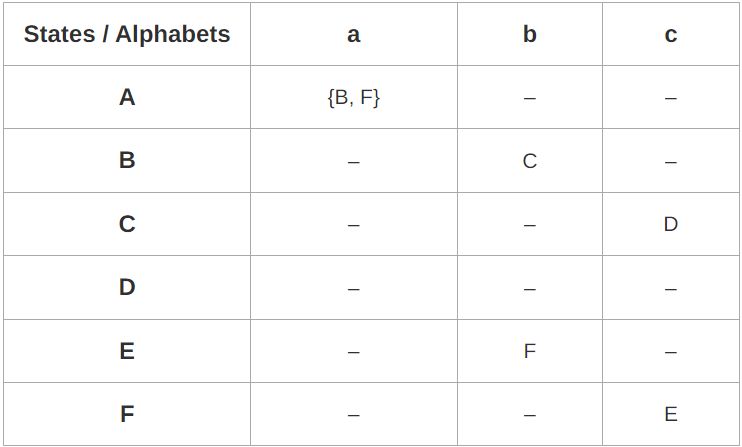 States / Alphabets a b c
A {B, F} – –
B – C –
C – – D
D – – –
E – F –
F – – E